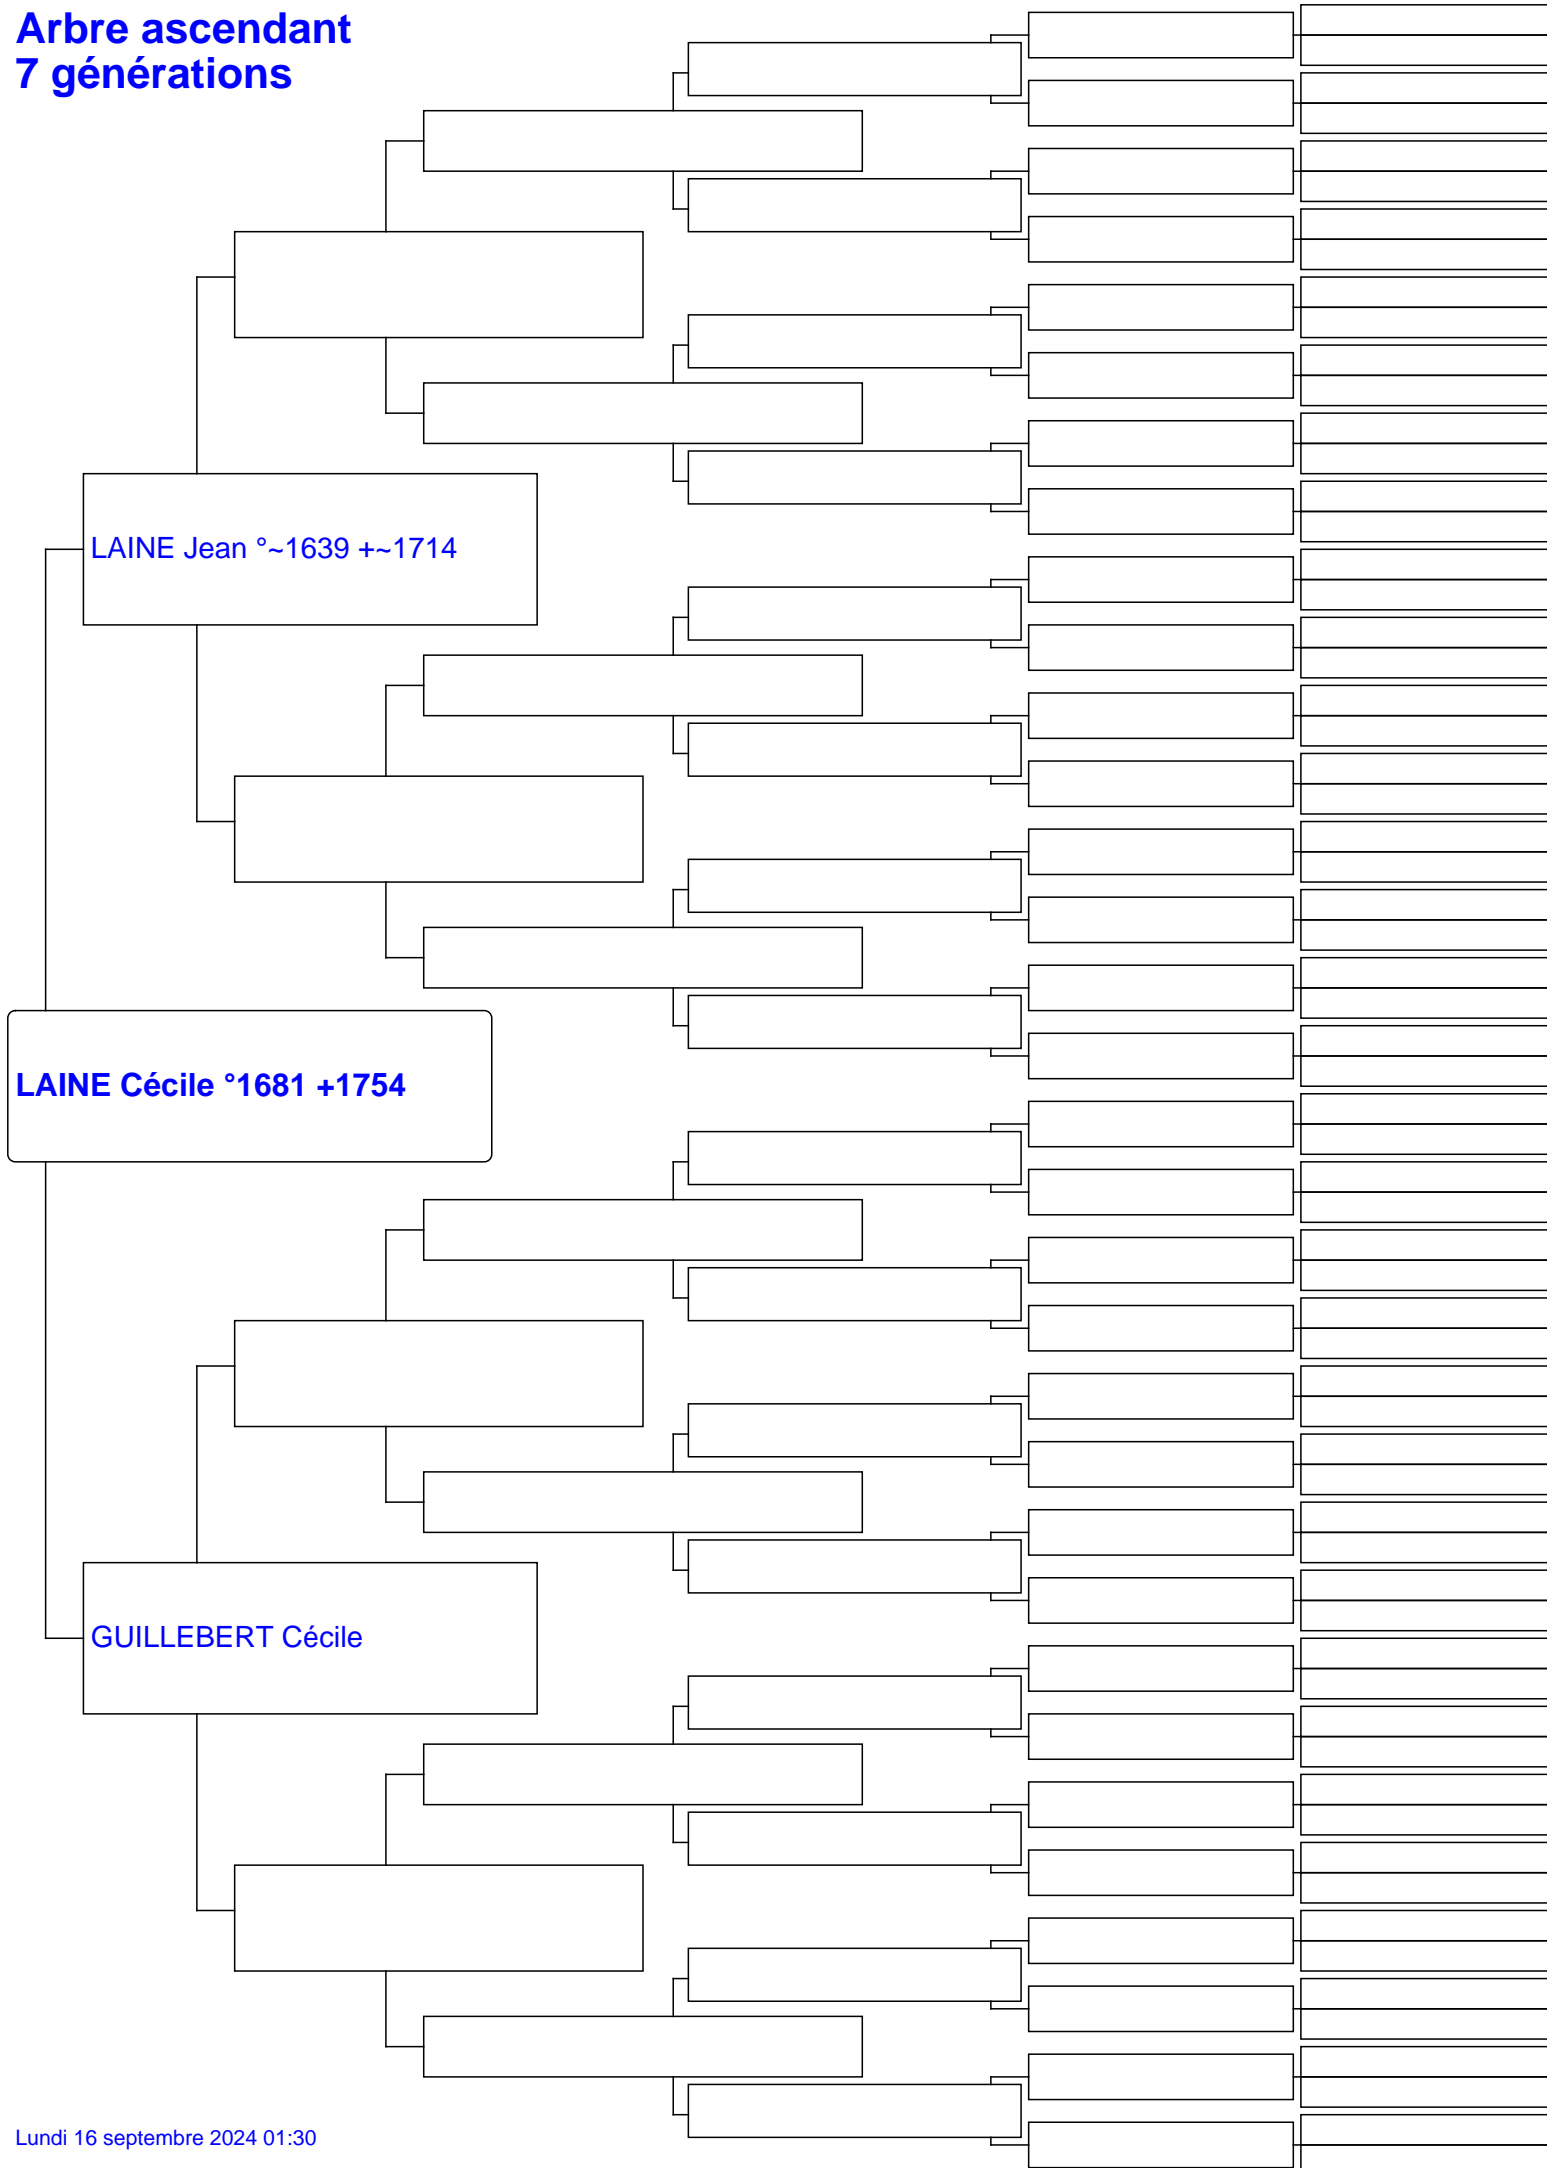 Arbre ascendant
7 générations
LAINE Jean °~1639 +~1714
LAINE Cécile °1681 +1754
GUILLEBERT Cécile
Lundi 16 septembre 2024 01:30